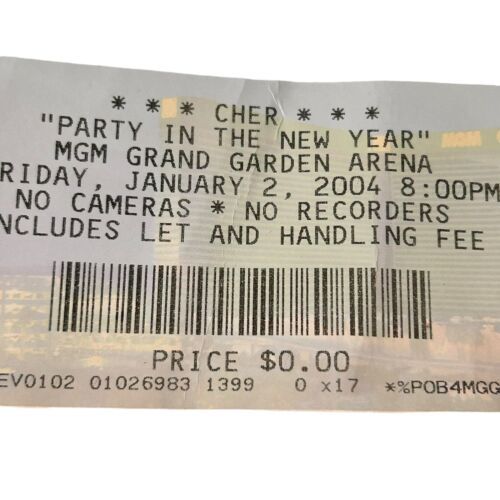 * * * CHER * * *
"PARTY IN THE NEW YEAR"
MGM GRAND GARDEN ARENA
RIDAY, JANUARY 2, 2004 8:00PM
NO CAMERAS * NO RECORDERS
NCLUDES LET AND HANDLING FEE
PRICE $0.00
EV0102 01026983 1399 0 x17 *%POB4MGG
MGM